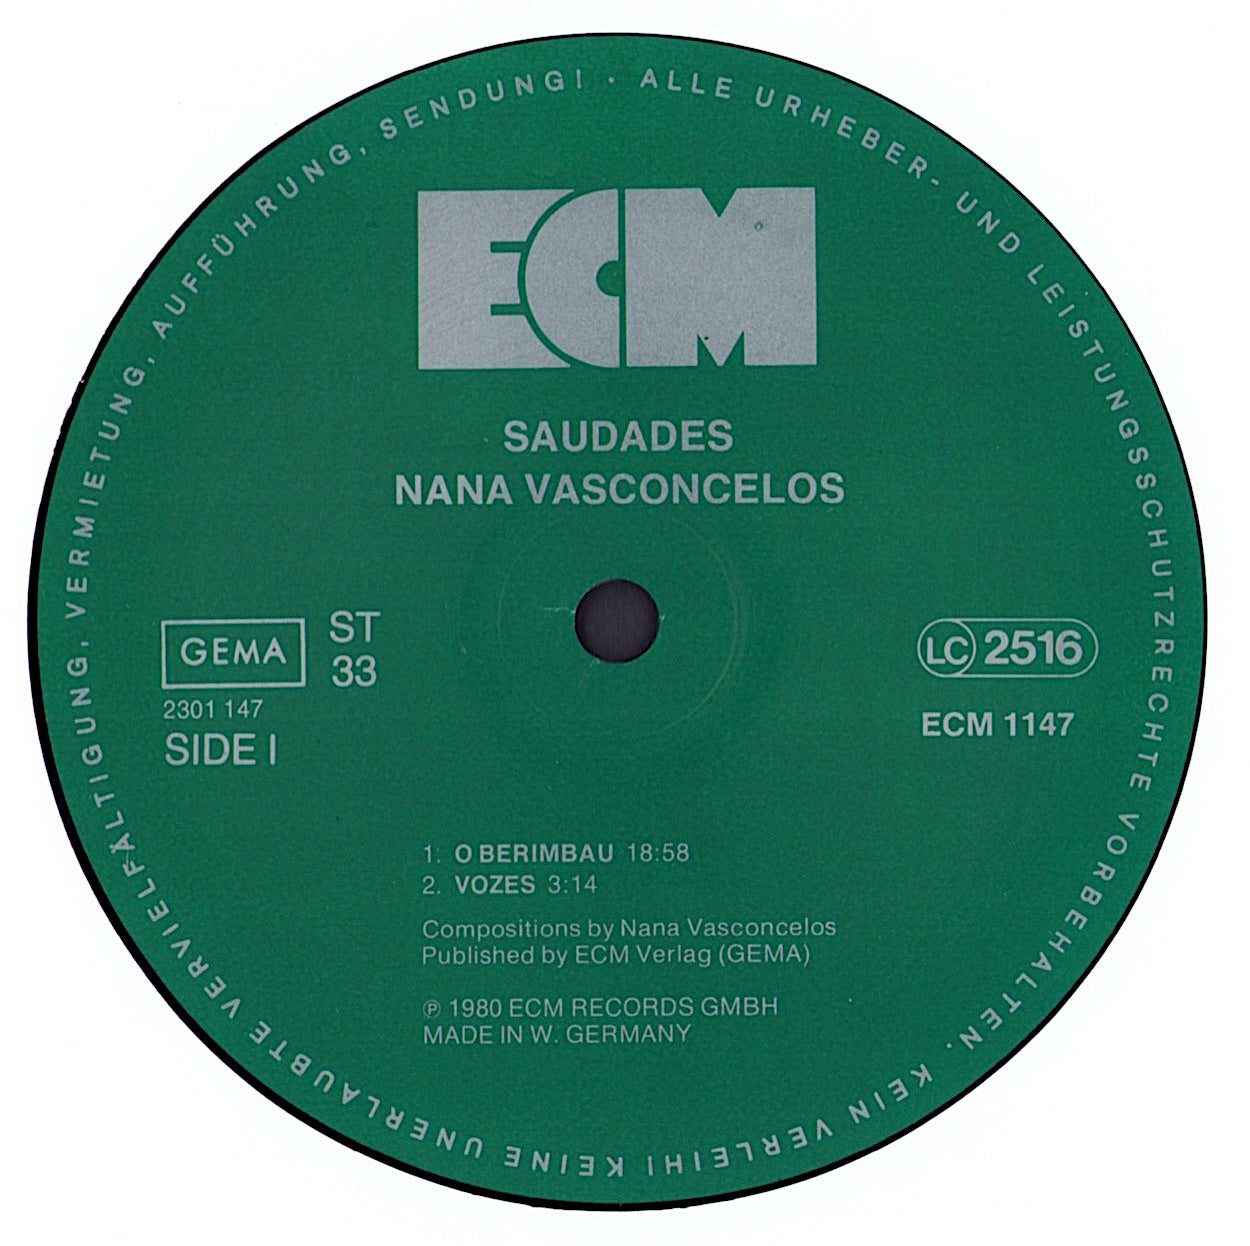 ALLE URHEBER- UND LEISTUNGSSCHUTZRECHTE VORBEHALTEN. KEIN VERLEIH! KEINE UNERLAUBTE VERVIELFÄLTIGUNG, VERMIETUNG, AUFFÜHRUNG, SENDUNG! ·
ECM
SAUDADES
NANA VASCONCELOS
GEMA
ST
33
2301 147
SIDE I
LC 2516
ECM 1147
1. O BERIMBAU 18:58
2. VOZES 3:14
Compositions by Nana Vasconcelos
Published by ECM Verlag (GEMA)
℗ 1980 ECM RECORDS GMBH
MADE IN W. GERMANY